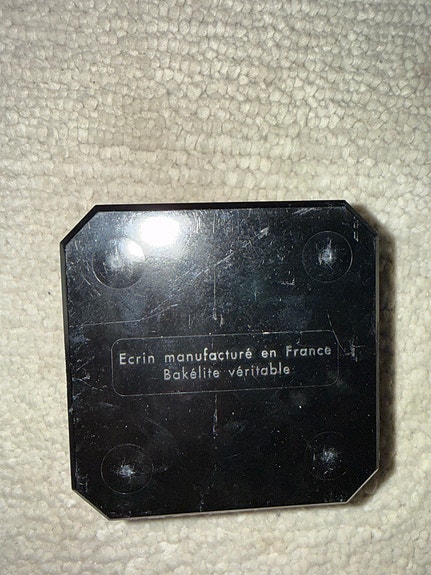 Ecrin manufacturé en France
Bakélite véritable